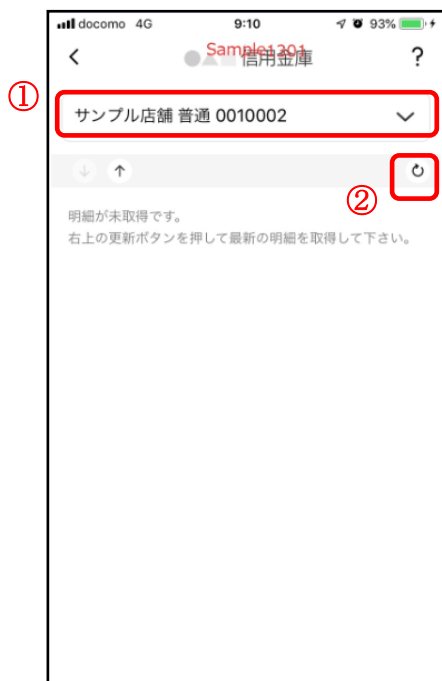 docomo 4G 9:10 93%
Sample1201
●▲■信用金庫 ?
①
サンプル店舗 普通 0010002
②
明細が未取得です。
右上の更新ボタンを押して最新の明細を取得して下さい。